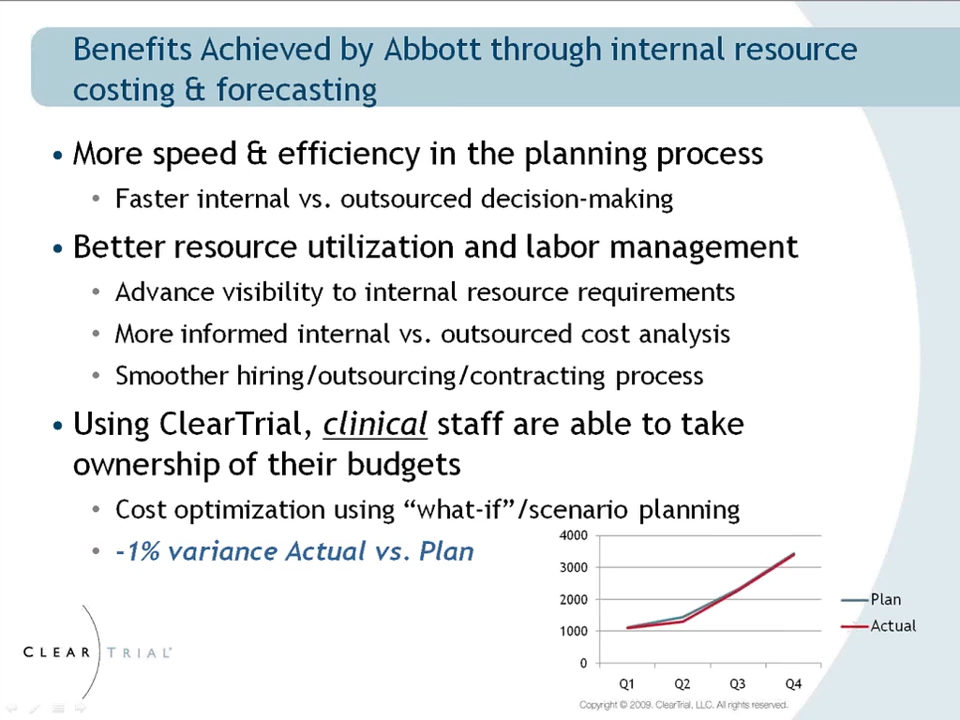 Benefits Achieved by Abbott through internal resource
costing & forecasting
• More speed & efficiency in the planning process
• Faster internal vs. outsourced decision-making
• Better resource utilization and labor management
• Advance visibility to internal resource requirements
• More informed internal vs. outsourced cost analysis
• Smoother hiring/outsourcing/contracting process
• Using ClearTrial, clinical staff are able to take
ownership of their budgets
• Cost optimization using “what-if”/scenario planning
• -1% variance Actual vs. Plan
4000
3000
2000
1000
0
Q1 Q2 Q3 Q4
Plan
Actual
CLEAR TRIAL
Copyright © 2009. ClearTrial, LLC. All rights reserved.